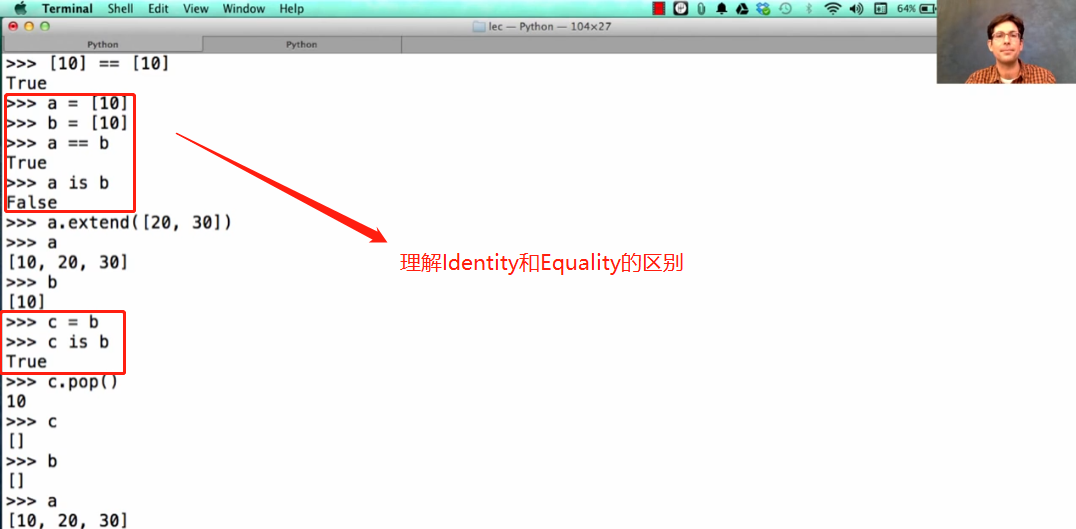 Terminal Shell Edit View Window Help 64%
lec — Python — 104×27
Python Python
>>> [10] == [10]
True
>>> a = [10]
>>> b = [10]
>>> a == b
True
>>> a is b
False
>>> a.extend([20, 30])
>>> a
[10, 20, 30]
理解Identity和Equality的区别
>>> b
[10]
>>> c = b
>>> c is b
True
>>> c.pop()
10
>>> c
[]
>>> b
[]
>>> a
[10, 20, 30]